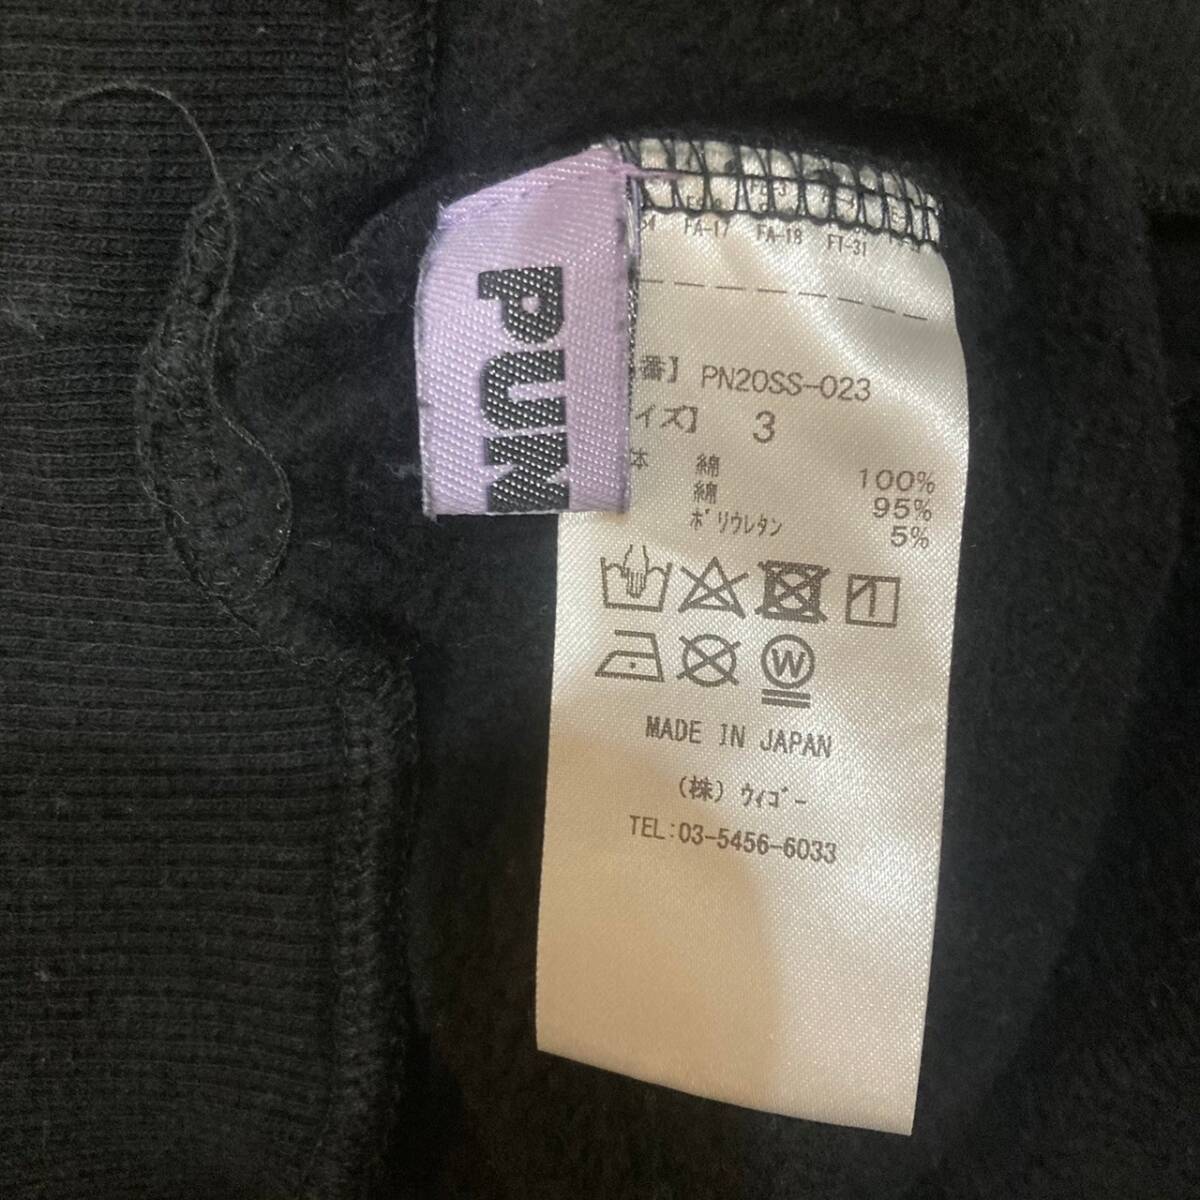 PUN
FA-17 FA-18 FT-31
番】 PN20SS-023
イズ】 3
体 綿 100%
綿 95%
ポリウレタン 5%
W
MADE IN JAPAN
(株) ウィゴー
TEL:03-5456-6033